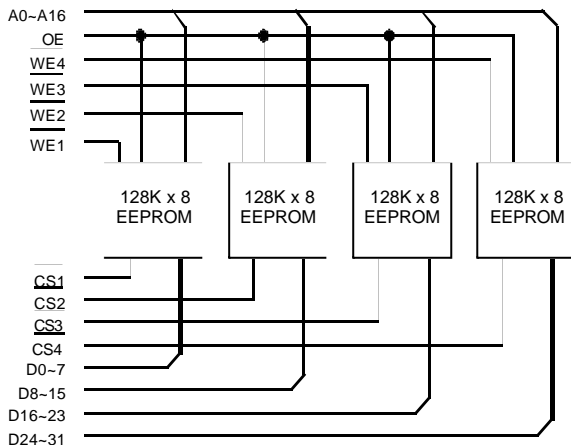 A0~A16
OE
WE4
WE3
WE2
WE1
128K x 8
EEPROM
128K x 8
EEPROM
128K x 8
EEPROM
128K x 8
EEPROM
CS1
CS2
CS3
CS4
D0~7
D8~15
D16~23
D24~31